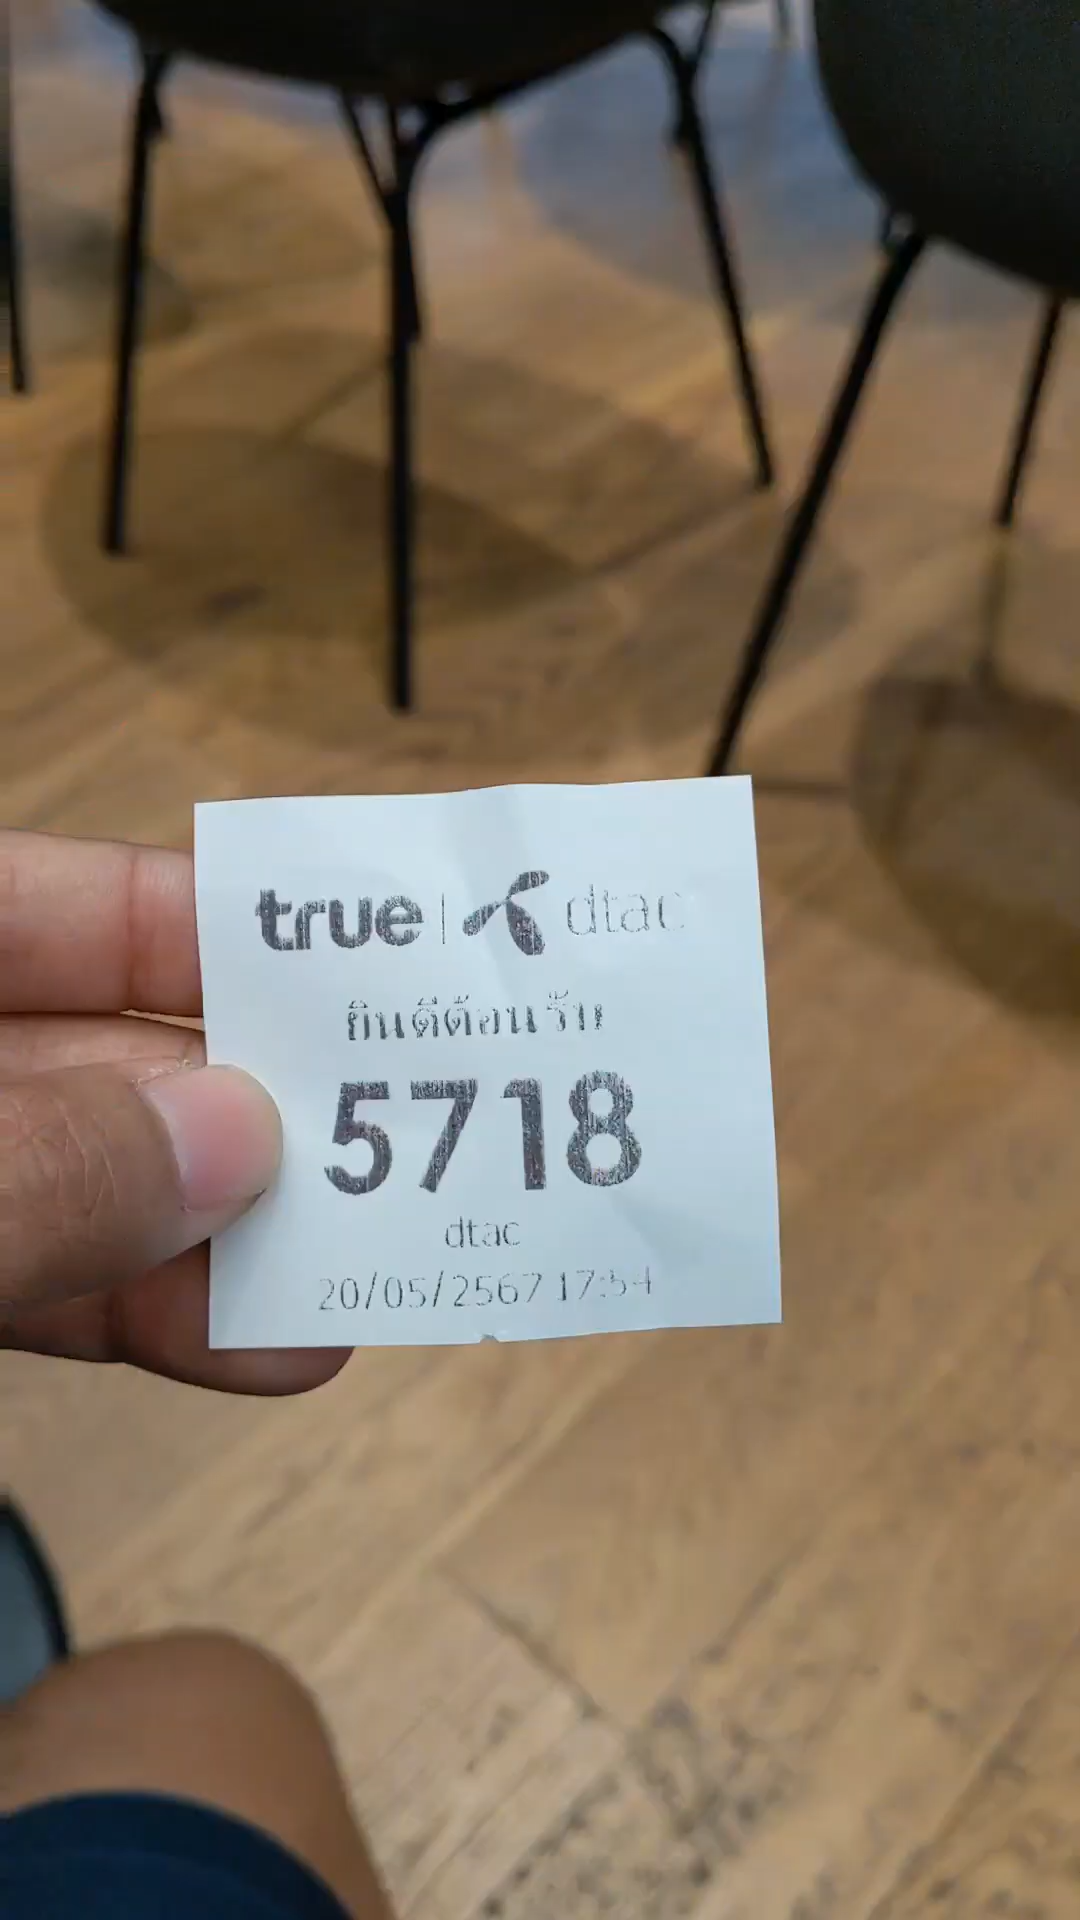 true | dtac
ยินดีต้อนรับ
5718
dtac
20/05/2567 17:54